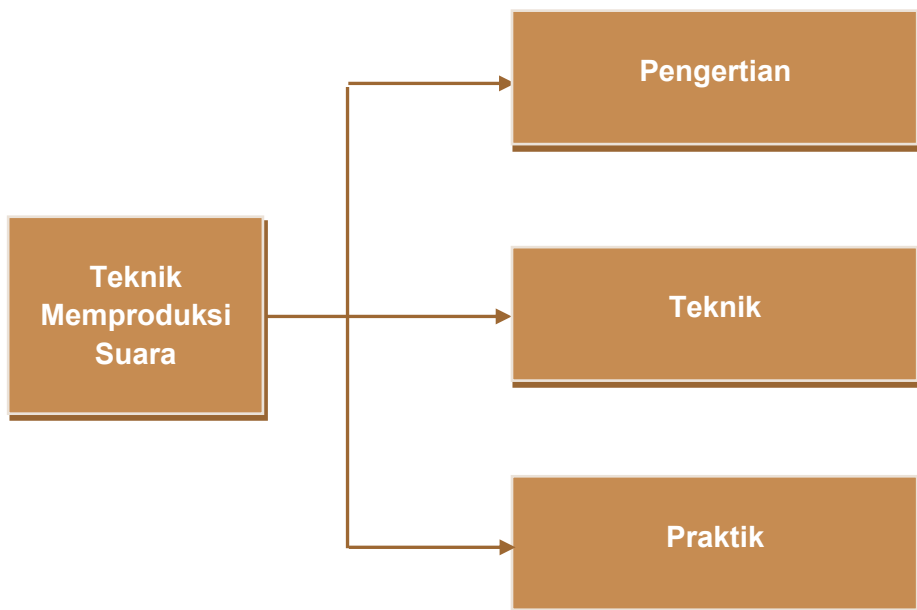 Pengertian
Teknik
Memproduksi
Suara
Teknik
Praktik